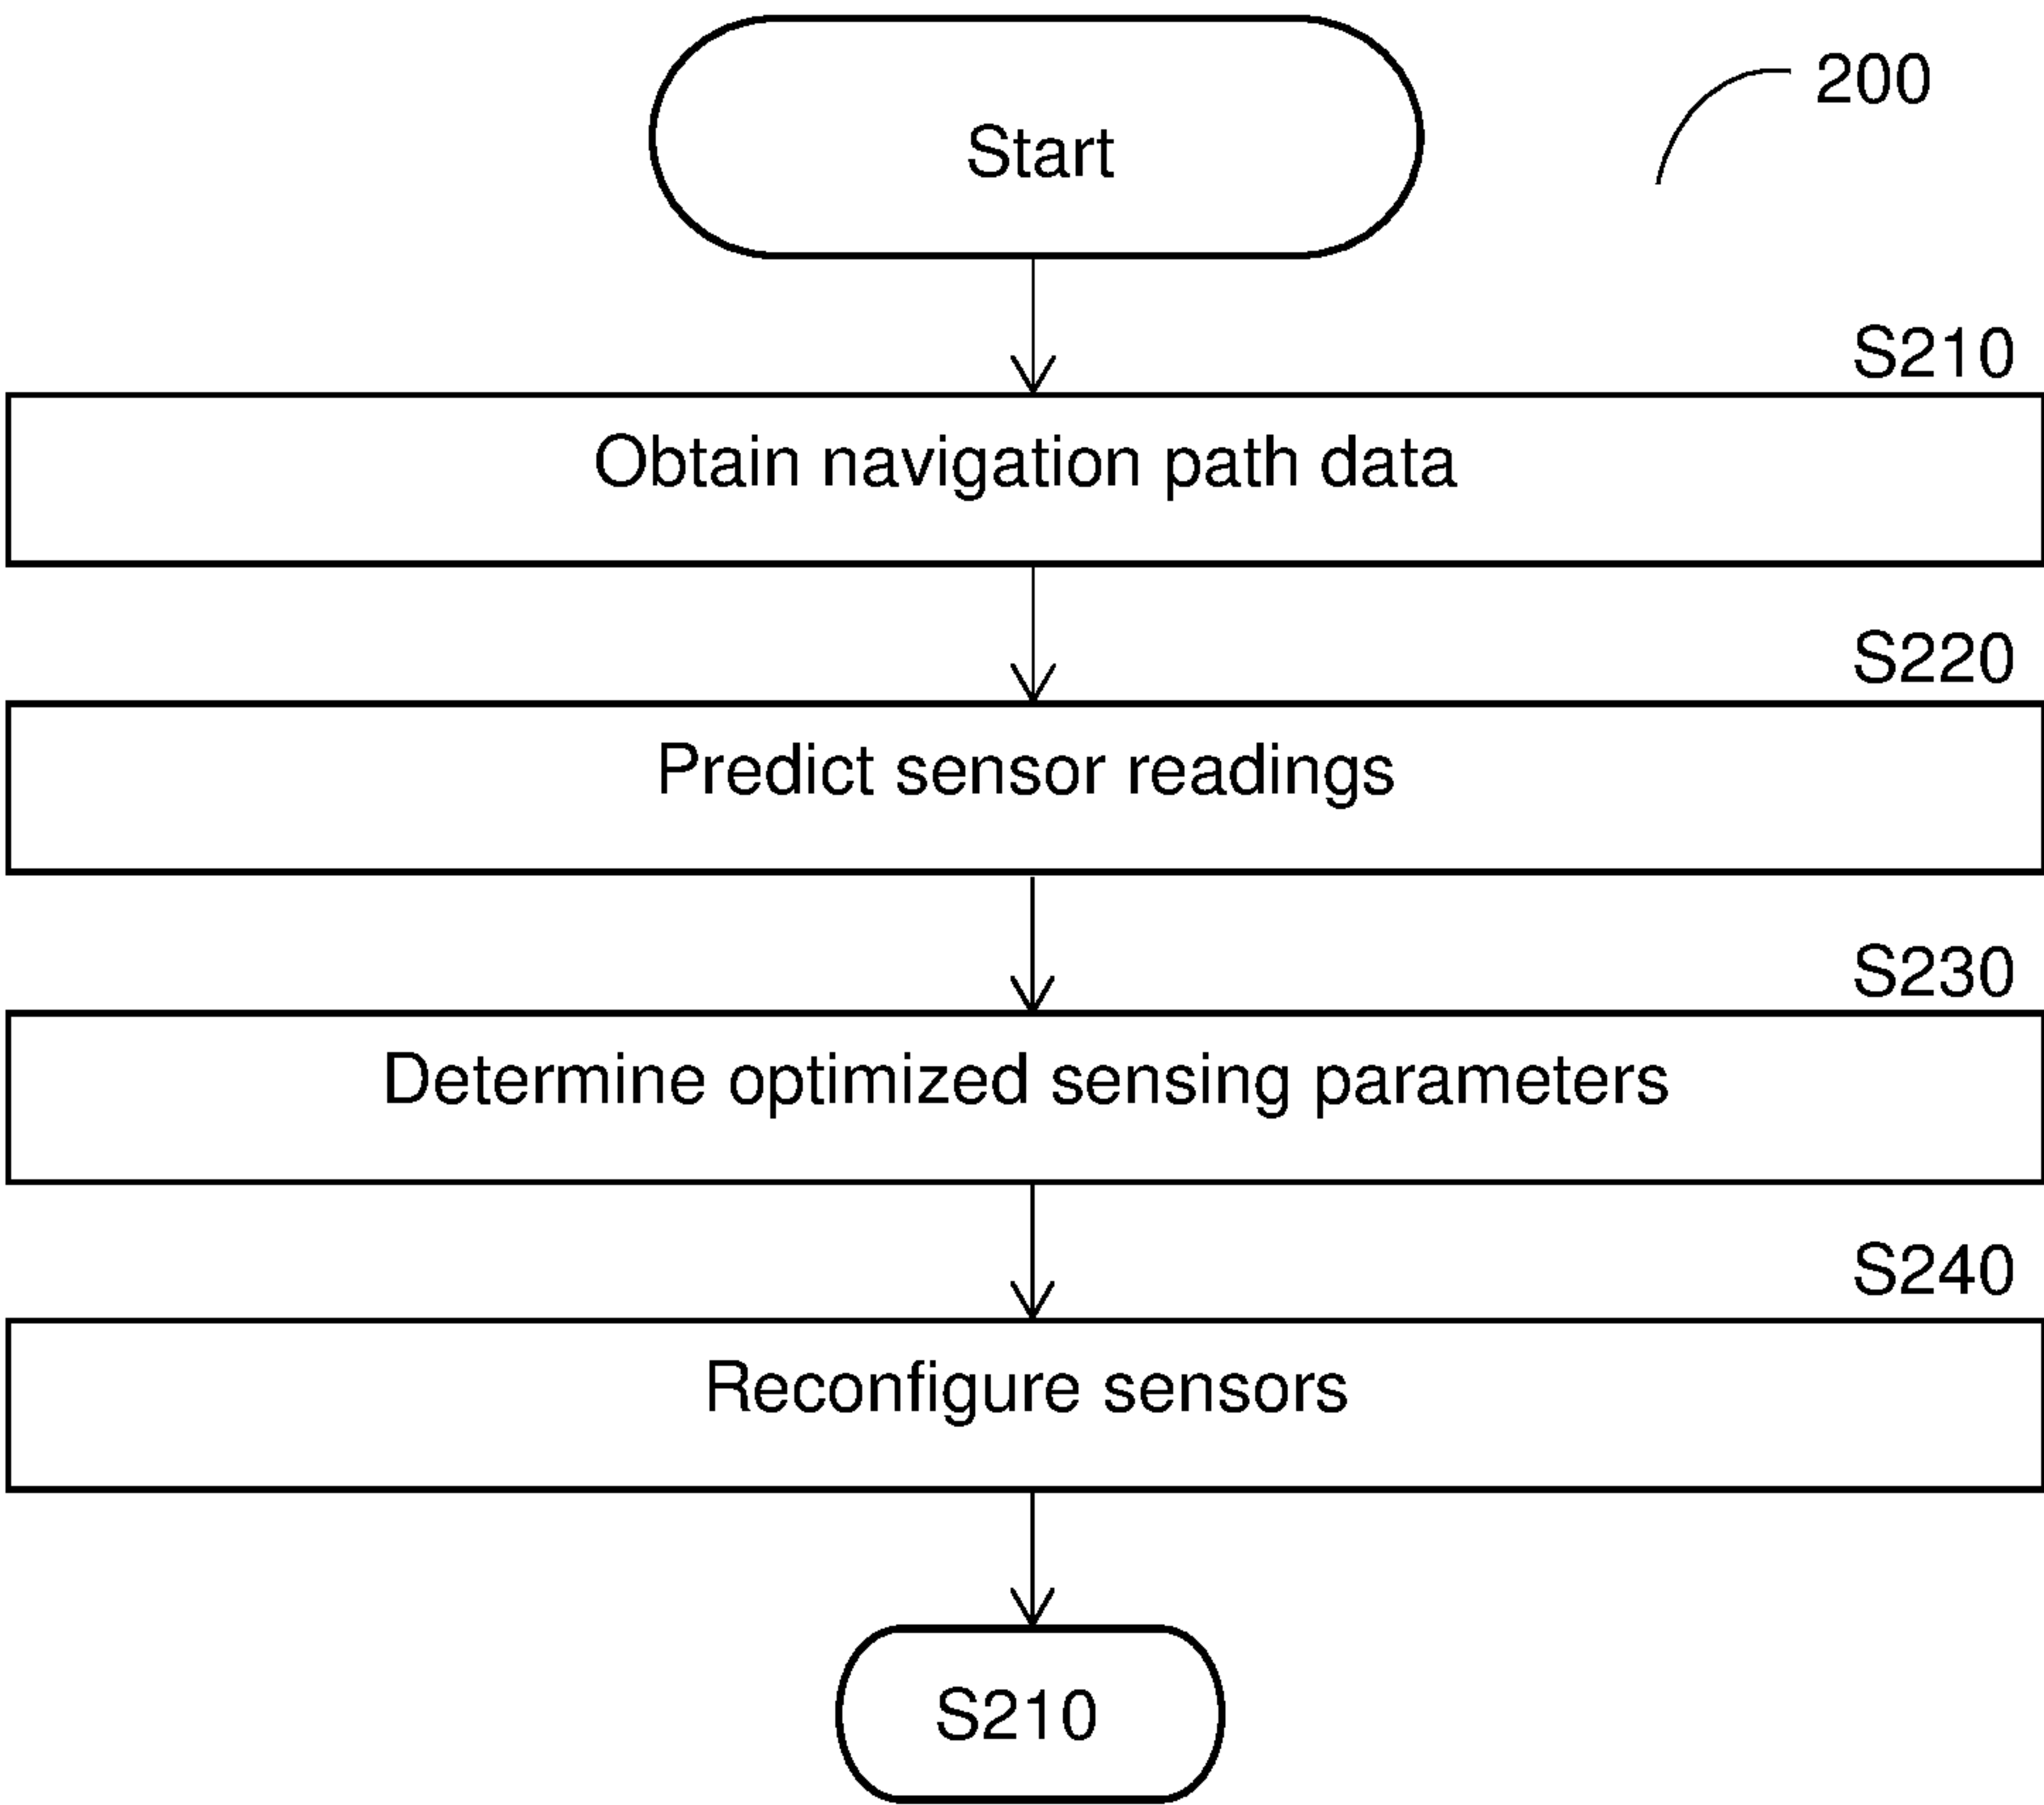 Start
200
S210
Obtain navigation path data
S220
Predict sensor readings
S230
Determine optimized sensing parameters
S240
Reconfigure sensors
S210